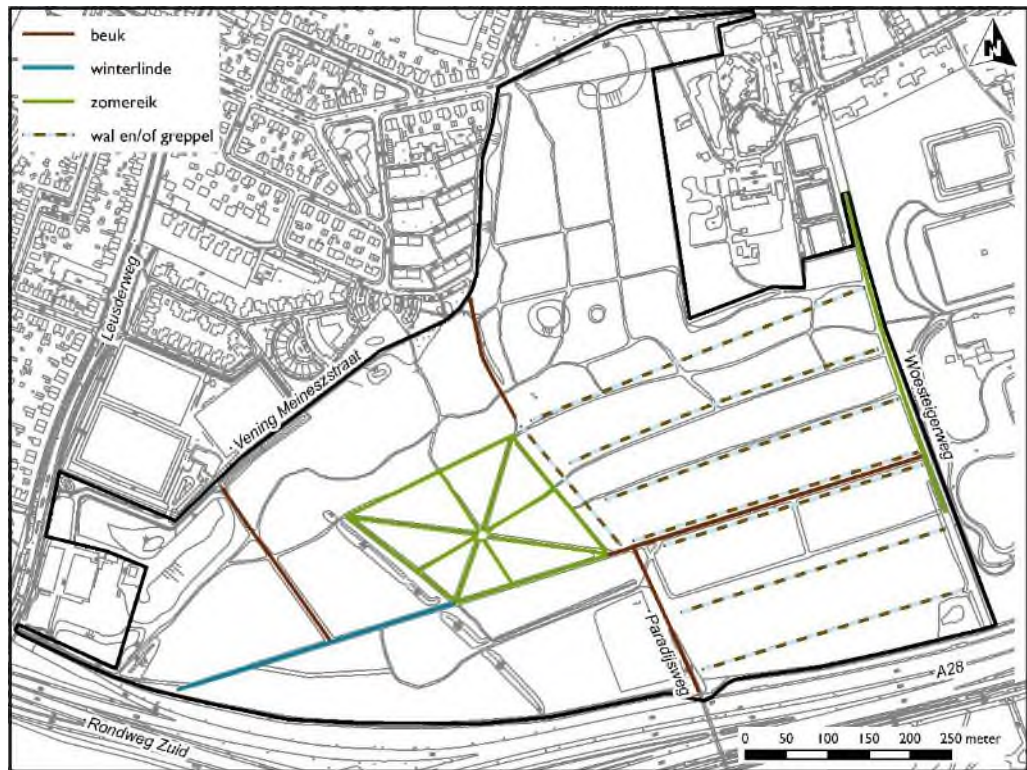 beuk
winterlinde
zomereik
wal en/of greppel
N
Leusderweg
Vening Meineszstraat
Woesteigerweg
Paradijsweg
A28
Rondweg Zuid
0 50 100 150 200 250 meter